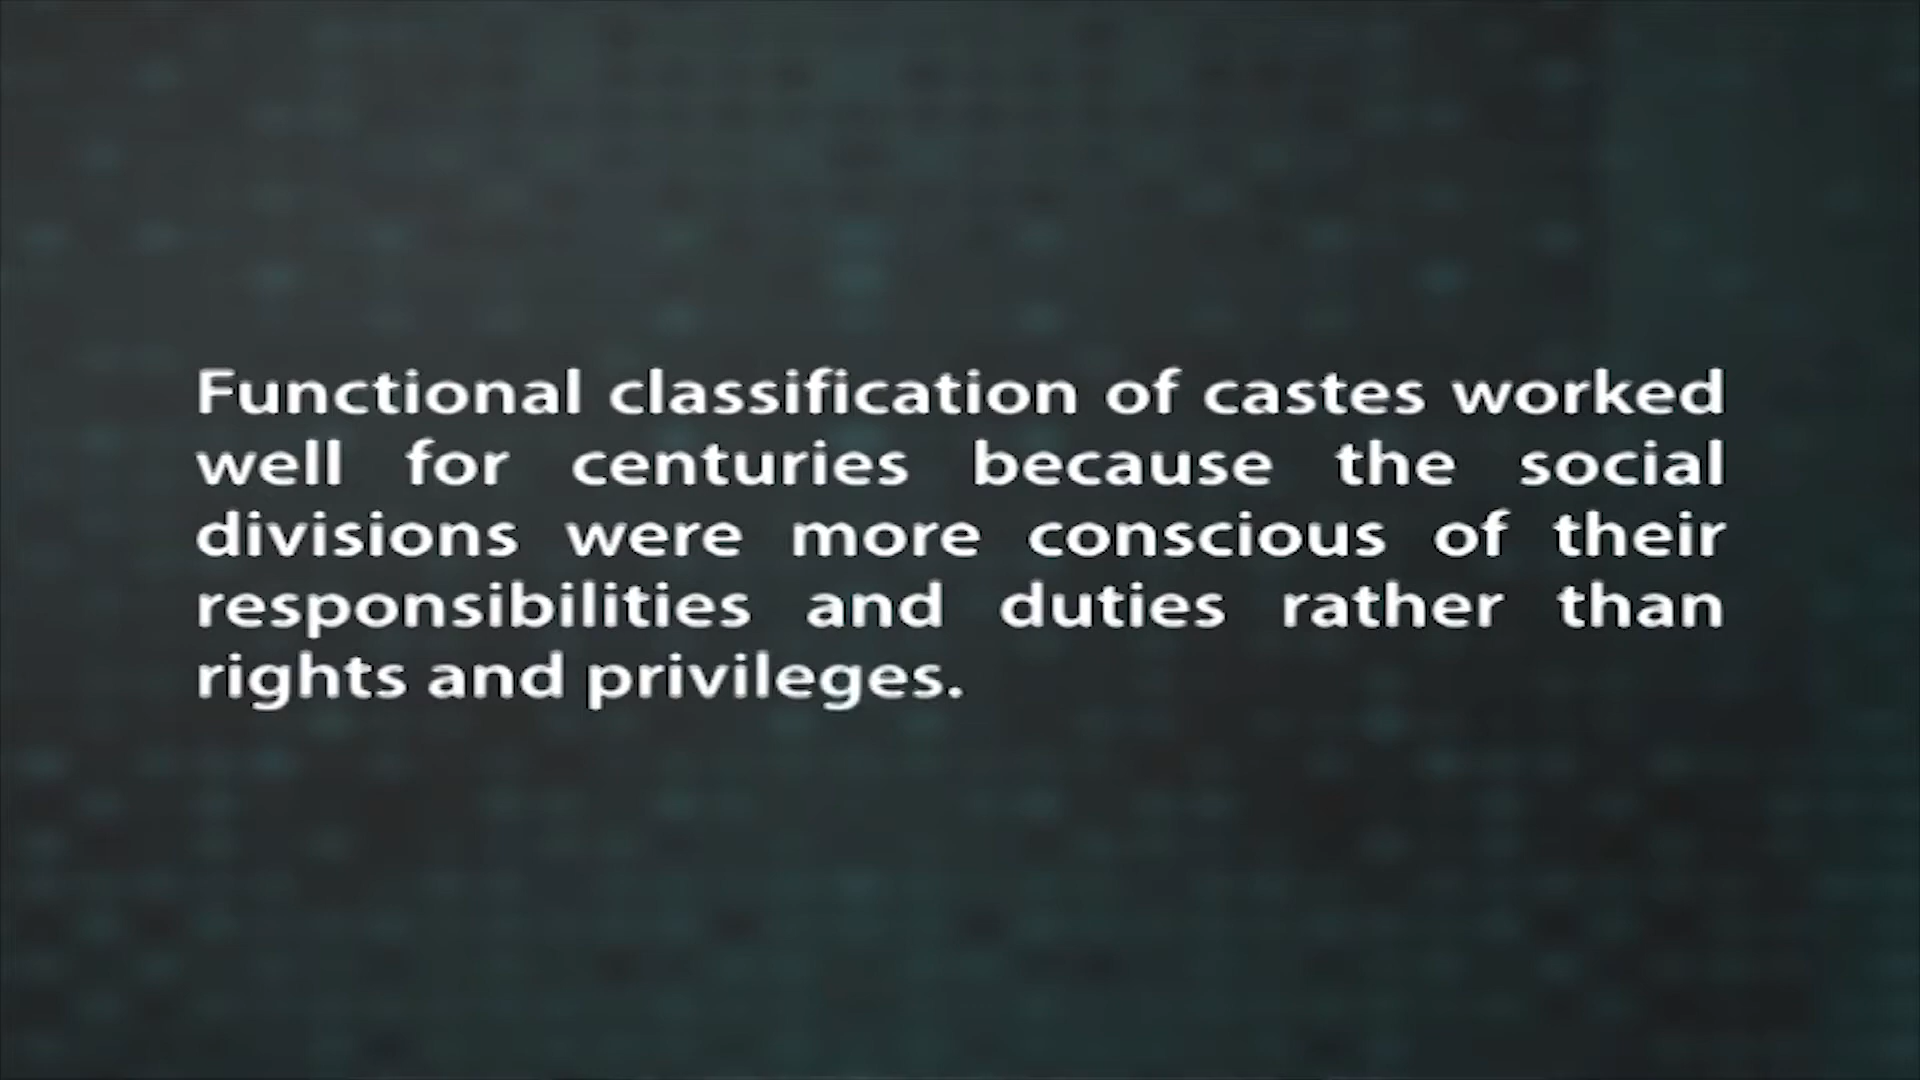 Functional classification of castes worked
well for centuries because the social
divisions were more conscious of their
responsibilities and duties rather than
rights and privileges.